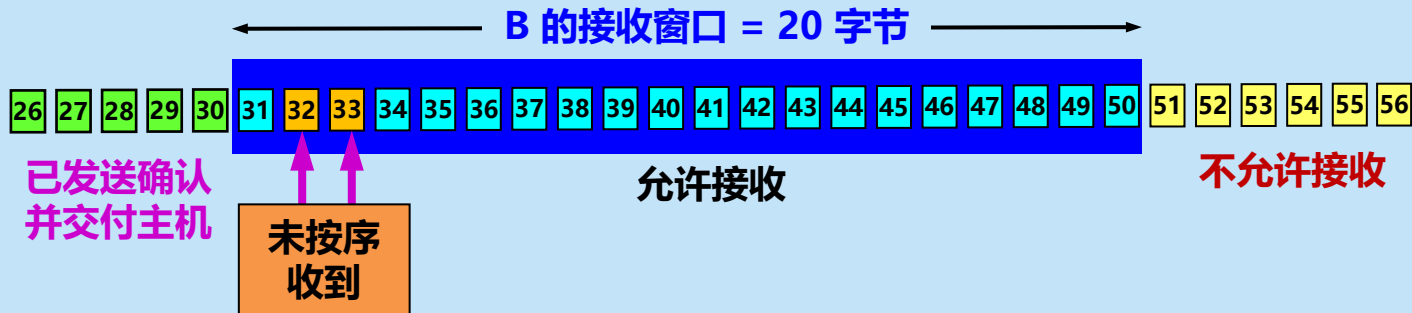 B 的接收窗口 = 20 字节
26 27 28 29 30 31 32 33 34 35 36 37 38 39 40 41 42 43 44 45 46 47 48 49 50 51 52 53 54 55 56
已发送确认
并交付主机
允许接收
不允许接收
未按序
收到